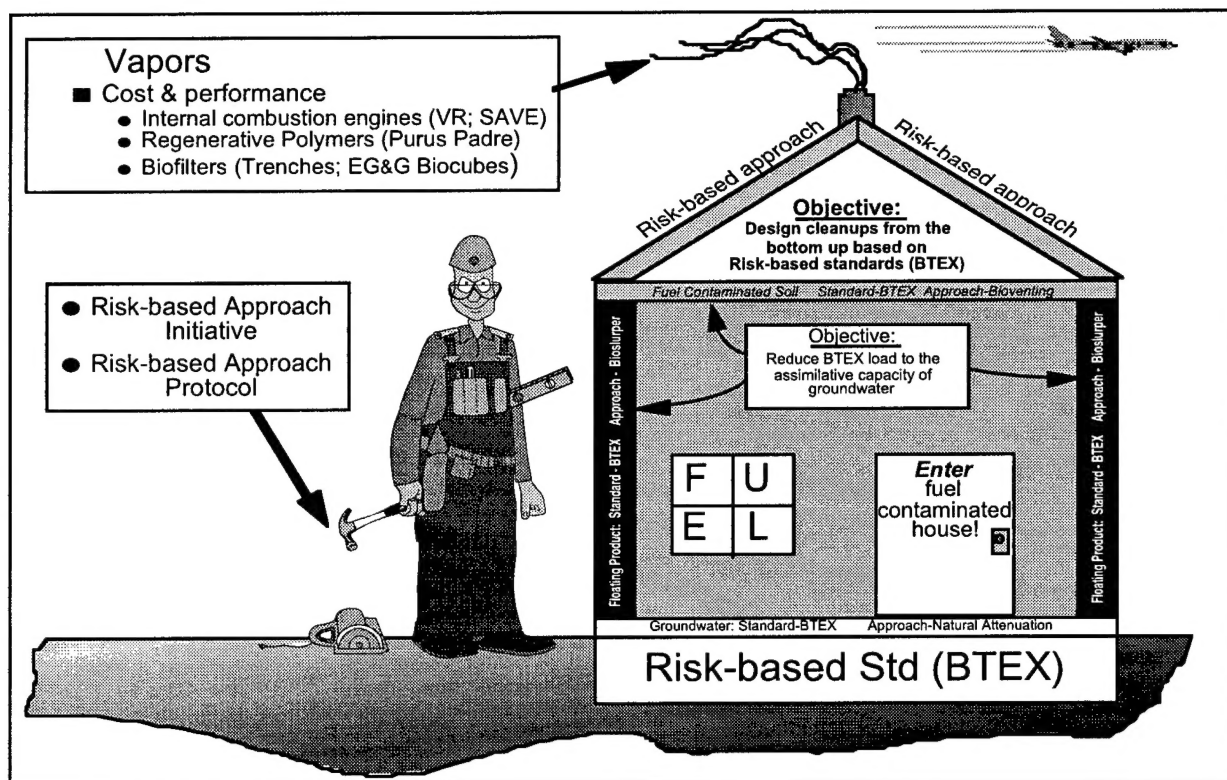 Vapors
■ Cost & performance
● Internal combustion engines (VR; SAVE)
● Regenerative Polymers (Purus Padre)
● Biofilters (Trenches; EG&G Biocubes)
● Risk-based Approach
Initiative
● Risk-based Approach
Protocol
Risk-based approach
Risk-based approach
Objective:
Design cleanups from the
bottom up based on
Risk-based standards (BTEX)
Fuel Contaminated Soil Standard-BTEX Approach-Bioventing
Floating Product: Standard - BTEX Approach - Bioslurper
Objective:
Reduce BTEX load to the
assimilative capacity of
groundwater
Floating Product: Standard - BTEX Approach - Bioslurper
F U
E L
Enter
fuel
contaminated
house!
Groundwater: Standard-BTEX Approach-Natural Attenuation
Risk-based Std (BTEX)